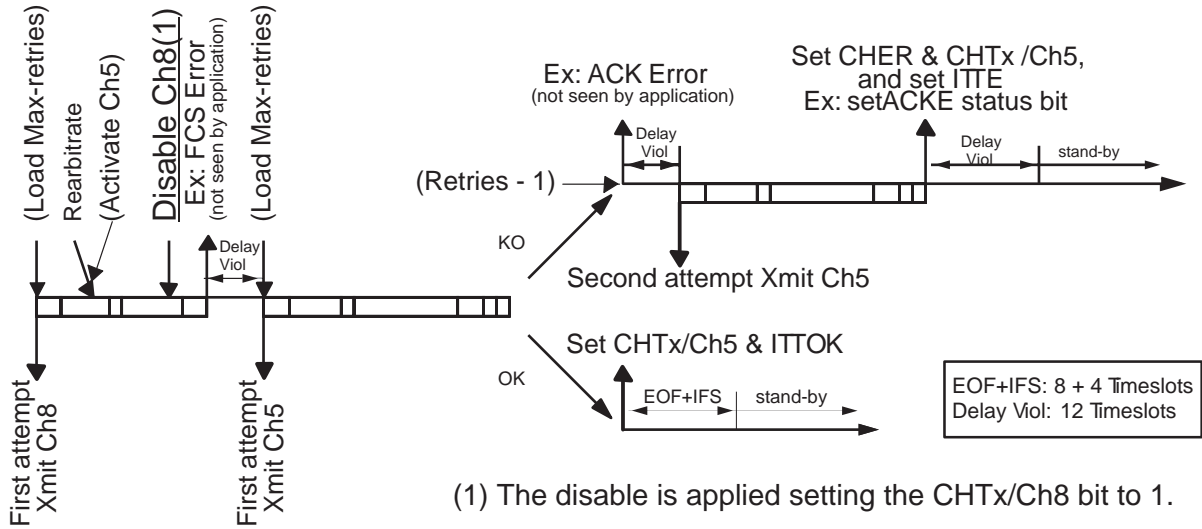 (Load Max-retries)
Rearbitrate
(Activate Ch5)
Disable Ch8(1)
Ex: FCS Error
(not seen by application)
(Load Max-retries)
Delay
Viol
First attempt
Xmit Ch8
First attempt
Xmit Ch5
KO
OK
(Retries - 1)
Ex: ACK Error
(not seen by application)
Delay
Viol
Second attempt Xmit Ch5
Set CHER & CHTx /Ch5,
and set ITTE
Ex: setACKE status bit
Delay
Viol
stand-by
Set CHTx/Ch5 & ITTOK
EOF+IFS
stand-by
EOF+IFS: 8 + 4 Timeslots
Delay Viol: 12 Timeslots
(1) The disable is applied setting the CHTx/Ch8 bit to 1.